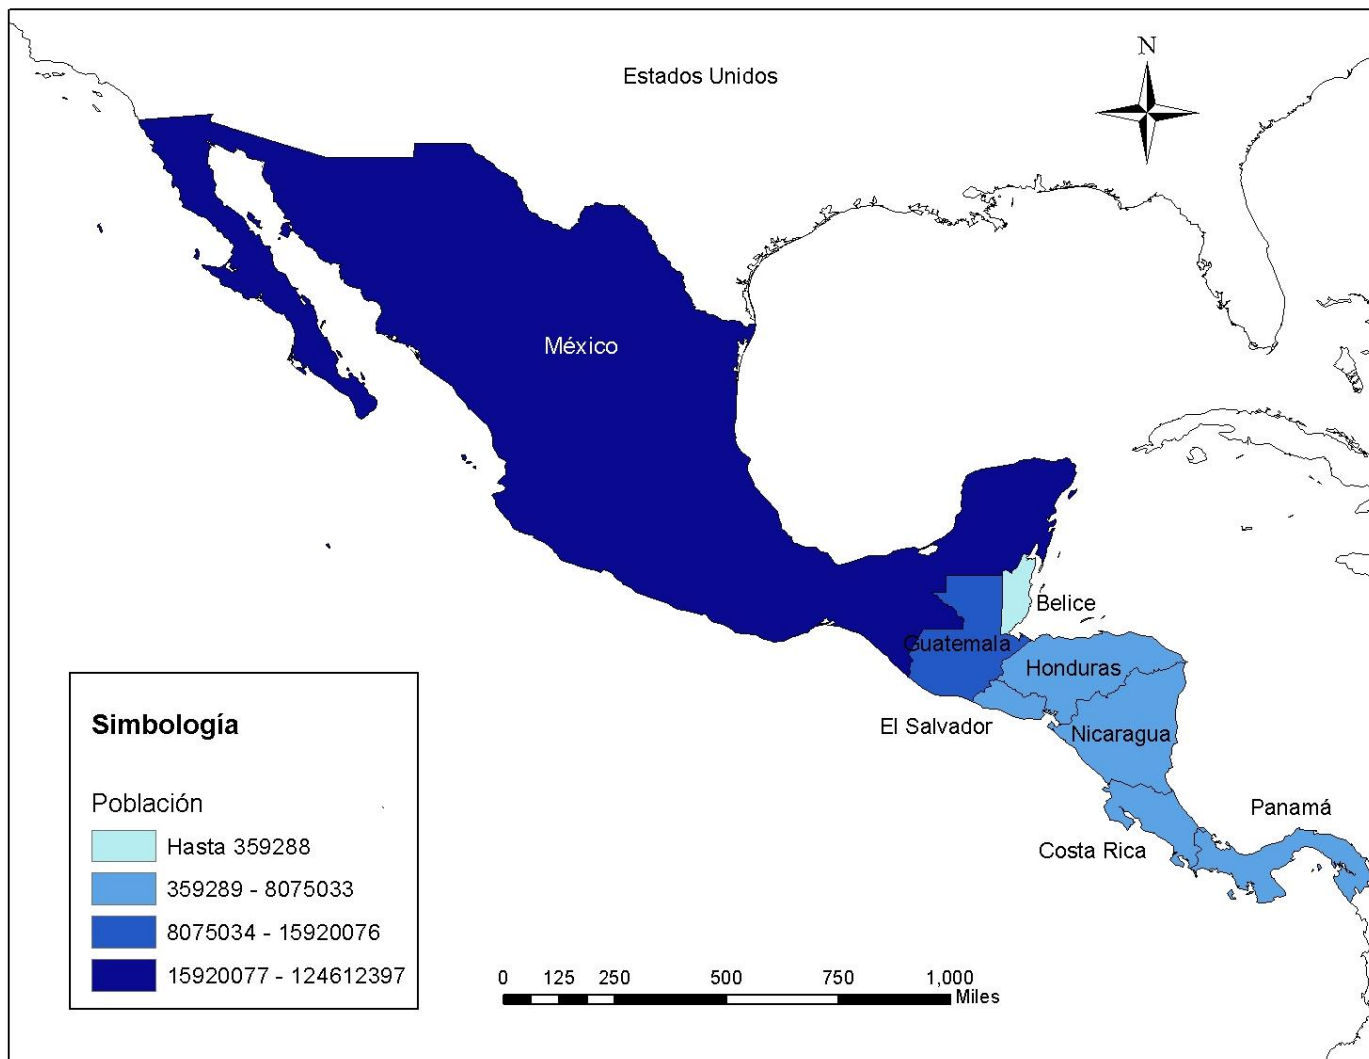 N
Estados Unidos
México
Belice
Guatemala
Honduras
El Salvador
Nicaragua
Panamá
Costa Rica
Simbología
Población
Hasta 359288
359289 - 8075033
8075034 - 15920076
15920077 - 124612397
0 125 250 500 750 1,000
Miles